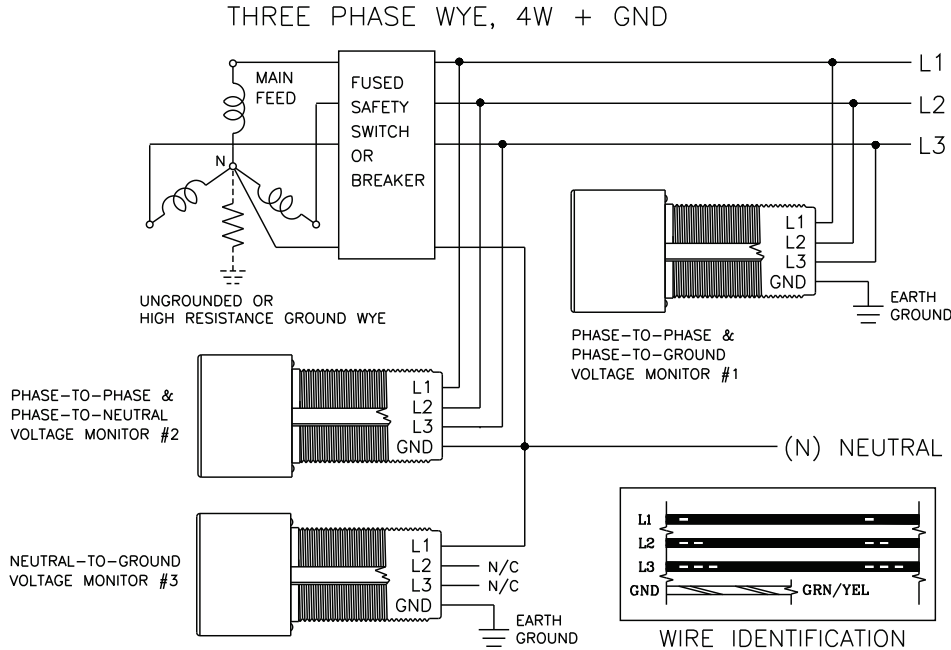 THREE PHASE WYE, 4W + GND
MAIN
FEED
N
FUSED
SAFETY
SWITCH
OR
BREAKER
L1
L2
L3
UNGROUNDED OR
HIGH RESISTANCE GROUND WYE
L1
L2
L3
GND
EARTH
GROUND
PHASE-TO-PHASE &
PHASE-TO-GROUND
VOLTAGE MONITOR #1
PHASE-TO-PHASE &
PHASE-TO-NEUTRAL
VOLTAGE MONITOR #2
L1
L2
L3
GND
(N) NEUTRAL
NEUTRAL-TO-GROUND
VOLTAGE MONITOR #3
L1
L2 N/C
L3 N/C
GND
EARTH
GROUND
L1
L2
L3
GND GRN/YEL
WIRE IDENTIFICATION